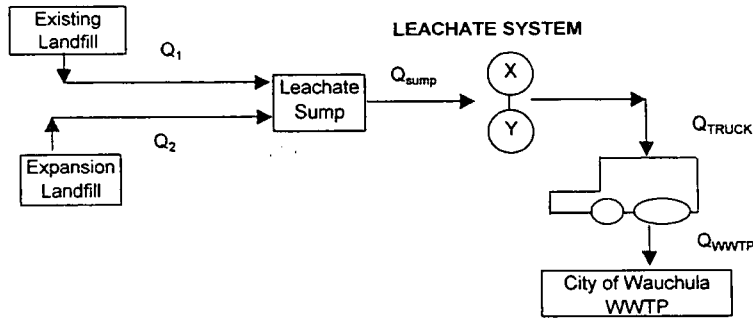 Existing
Landfill
LEACHATE SYSTEM
Q1
Qsump
X
Leachate
Sump
Y
Q2
QTRUCK
Expansion
Landfill
QWWTP
City of Wauchula
WWTP